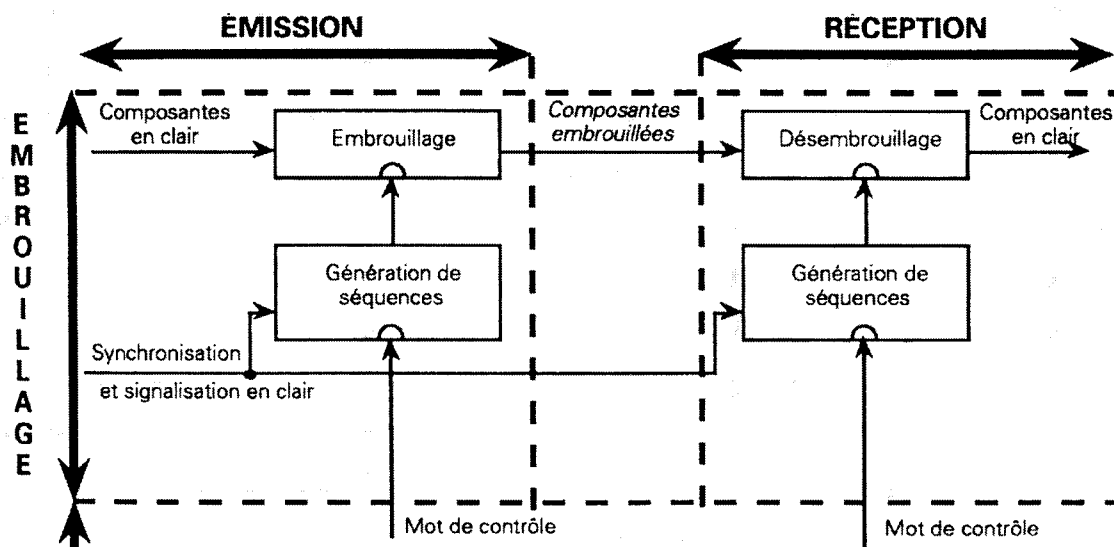 ÉMISSION
RÉCEPTION
EMBROUILLAGE
Composantes
en clair
Embrouillage
Composantes
embrouillées
Désembrouillage
Composantes
en clair
Génération de
séquences
Génération de
séquences
Synchronisation
et signalisation en clair
Mot de contrôle
Mot de contrôle